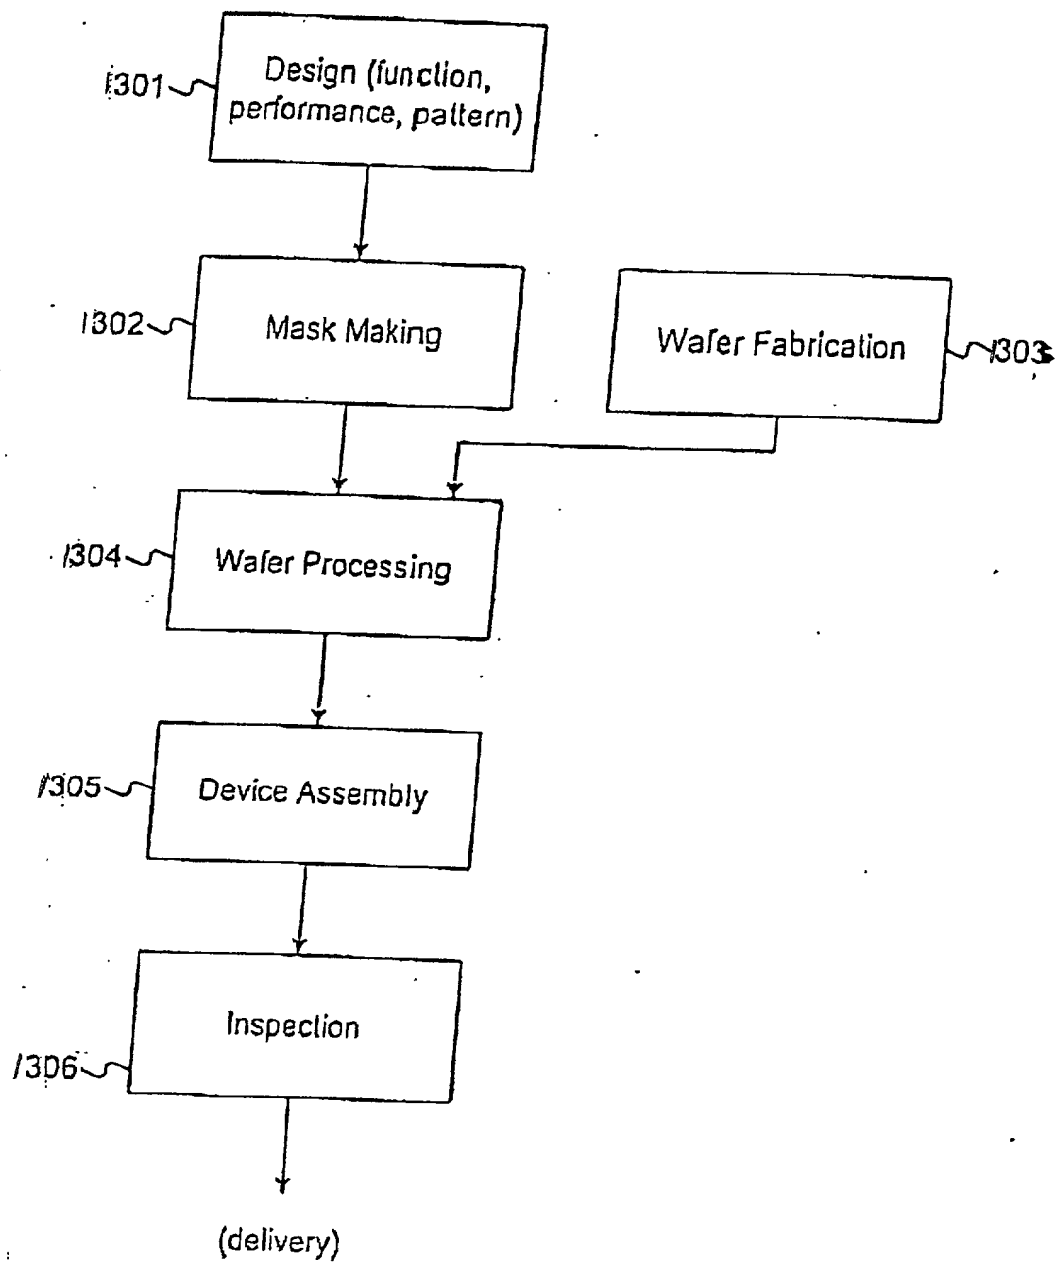 1301
Design (function,
performance, pattern)
1302
Mask Making
Wafer Fabrication
1303
1304
Wafer Processing
1305
Device Assembly
Inspection
1306
(delivery)